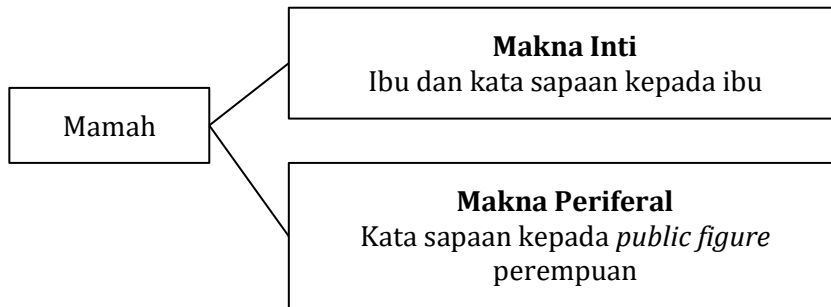 Mamah
Makna Inti
Ibu dan kata sapaan kepada ibu
Makna Periferal
Kata sapaan kepada public figure
perempuan